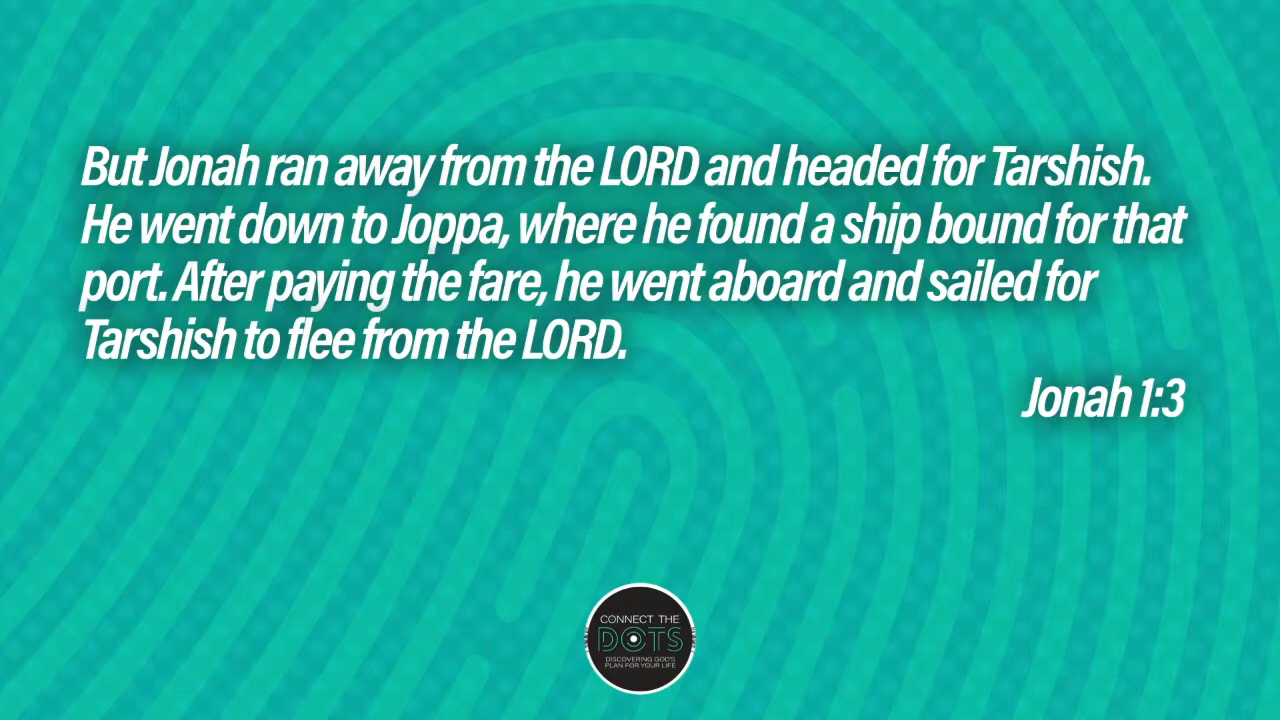 But Jonah ran away from the LORD and headed for Tarshish.
He went down to Joppa, where he found a ship bound for that
port. After paying the fare, he went aboard and sailed for
Tarshish to flee from the LORD.
Jonah 1:3
CONNECT THE
DOTS
DISCOVERING GOD'S
PLAN FOR YOUR LIFE